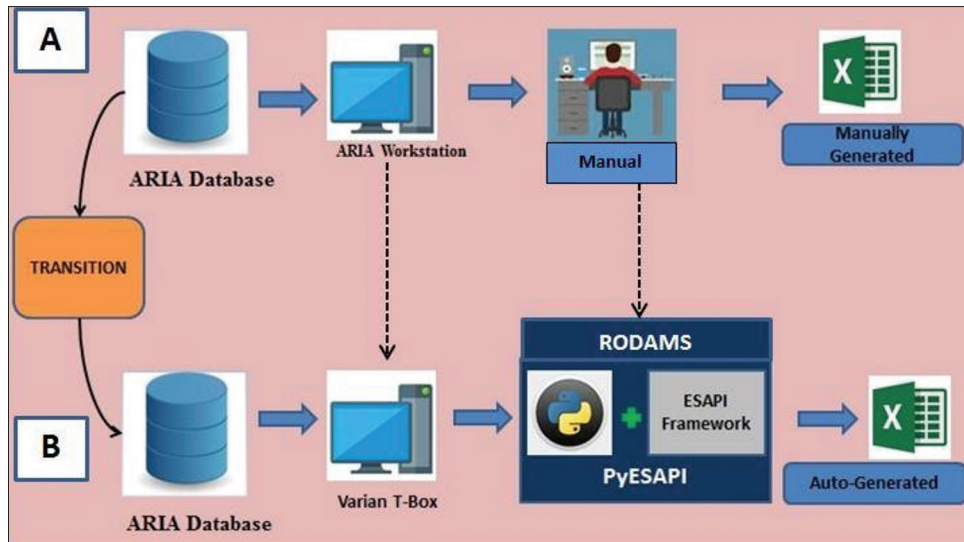 A
ARIA Database
ARIA Workstation
Manual
X
Manually
Generated
TRANSITION
B
ARIA Database
Varian T-Box
RODAMS
ESAPI
Framework
PyESAPI
X
Auto-Generated